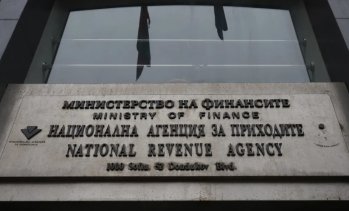 МИНИСТЕРСТВО НА ФИНАНСИТЕ
MINISTRY OF FINANCE
НАЦИОНАЛНА АГЕНЦИЯ ЗА ПРИХОДИТЕ
NATIONAL REVENUE AGENCY
1000 Sofia 52 Dondukov Blvd.